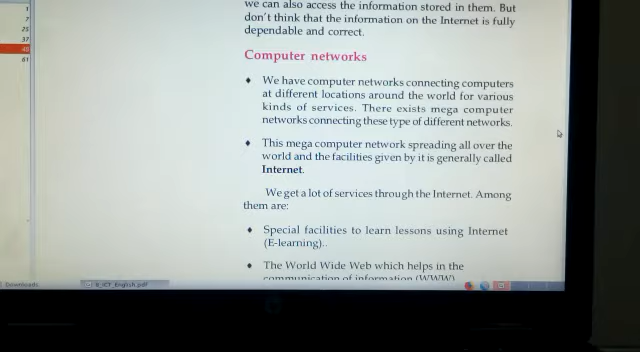 we can also access the information stored in them. But
don't think that the information on the Internet is fully
dependable and correct.
Computer networks
♦ We have computer networks connecting computers
at different locations around the world for various
kinds of services. There exists mega computer
networks connecting these type of different networks.
♦ This mega computer network spreading all over the
world and the facilities given by it is generally called
Internet.
We get a lot of services through the Internet. Among
them are:
♦ Special facilities to learn lessons using Internet
(E-learning)..
♦ The World Wide Web which helps in the
communication of information (WWW)
1
7
25
37
48
61
Downloads